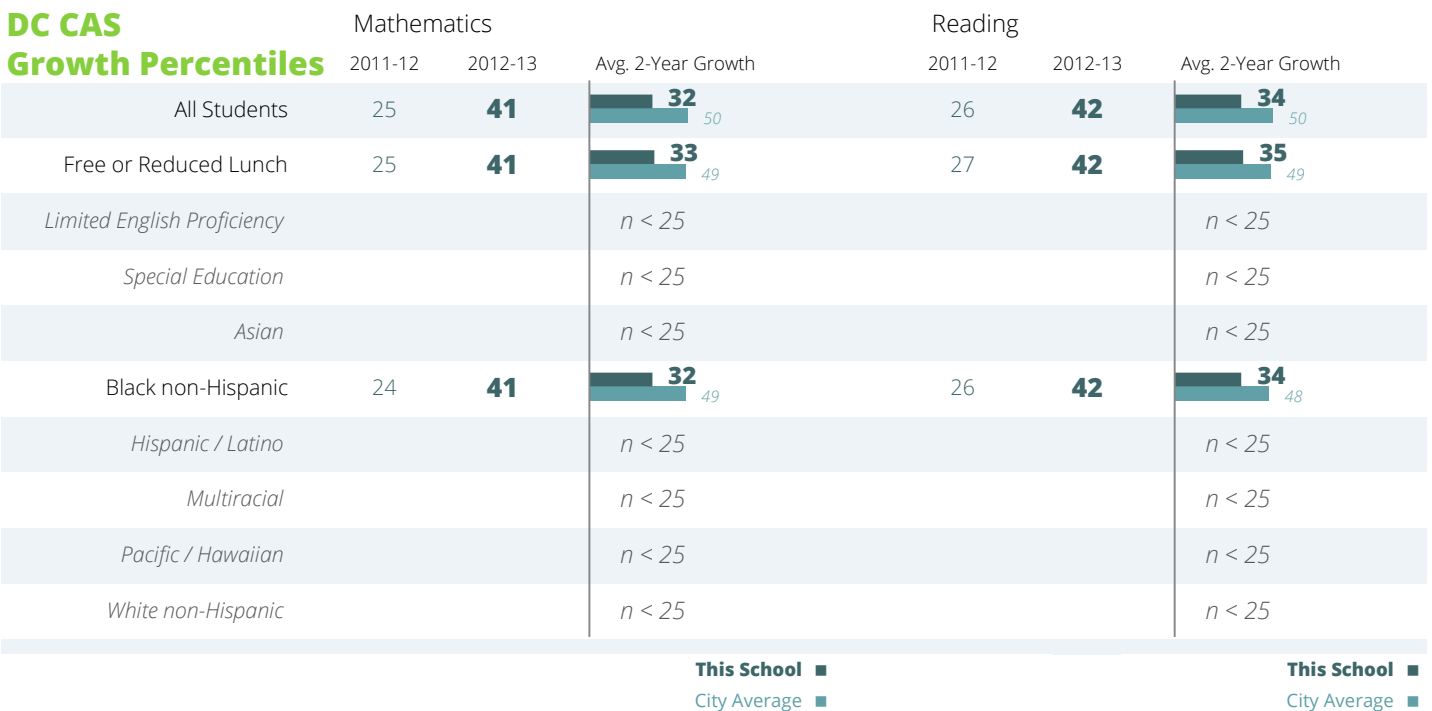 DC CAS
Growth Percentiles
Mathematics Reading
2011-12 2012-13 Avg. 2-Year Growth 2011-12 2012-13 Avg. 2-Year Growth
All Students 25 41 32 50 26 42 34 50
Free or Reduced Lunch 25 41 33 49 27 42 35 49
Limited English Proficiency n < 25 n < 25
Special Education n < 25 n < 25
Asian n < 25 n < 25
Black non-Hispanic 24 41 32 49 26 42 34 48
Hispanic / Latino n < 25 n < 25
Multiracial n < 25 n < 25
Pacific / Hawaiian n < 25 n < 25
White non-Hispanic n < 25 n < 25
This School This School
City Average City Average